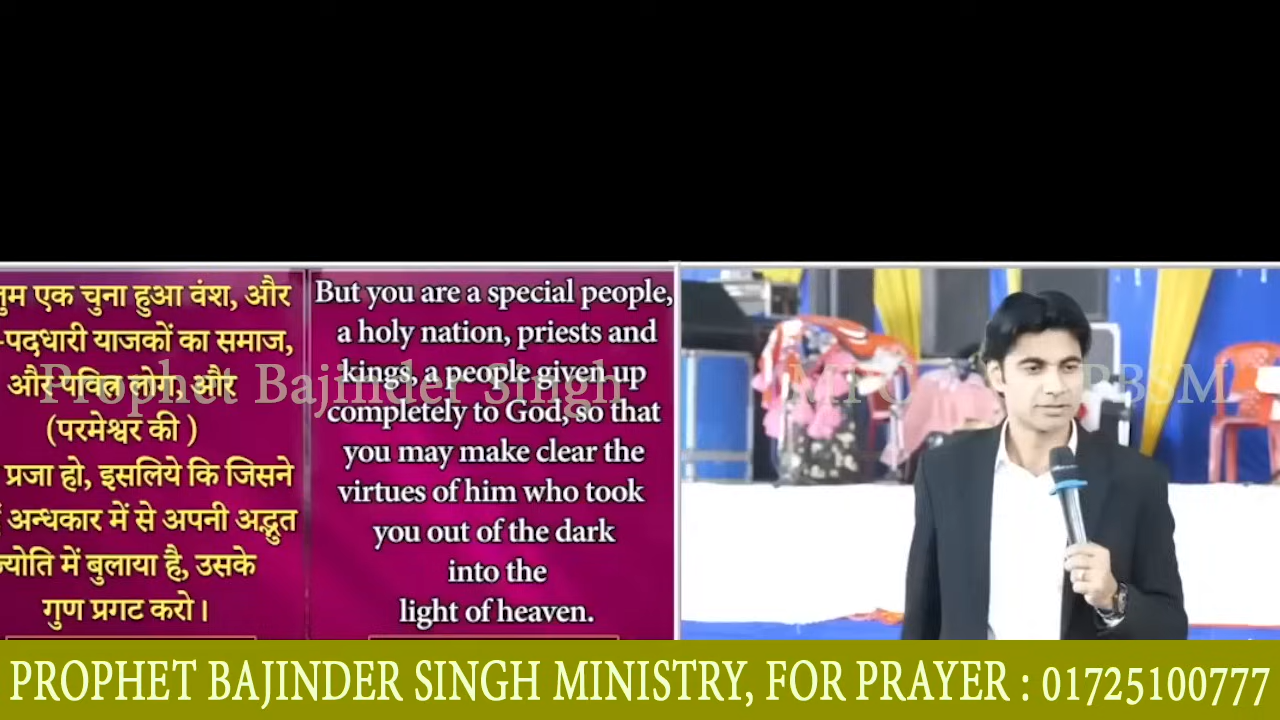 तुम एक चुना हुआ वंश, और
-पदधारी याजकों का समाज,
और पवित्र लोग, और
(परमेश्वर की )
प्रजा हो, इसलिये कि जिसने
अन्धकार में से अपनी अद्भुत
ज्योति में बुलाया है, उसके
गुण प्रगट करो।
But you are a special people,
a holy nation, priests and
kings, a people given up
completely to God, so that
you may make clear the
virtues of him who took
you out of the dark
into the
light of heaven.
Prophet Bajinder Singh
PBSM
PROPHET BAJINDER SINGH MINISTRY, FOR PRAYER : 01725100777